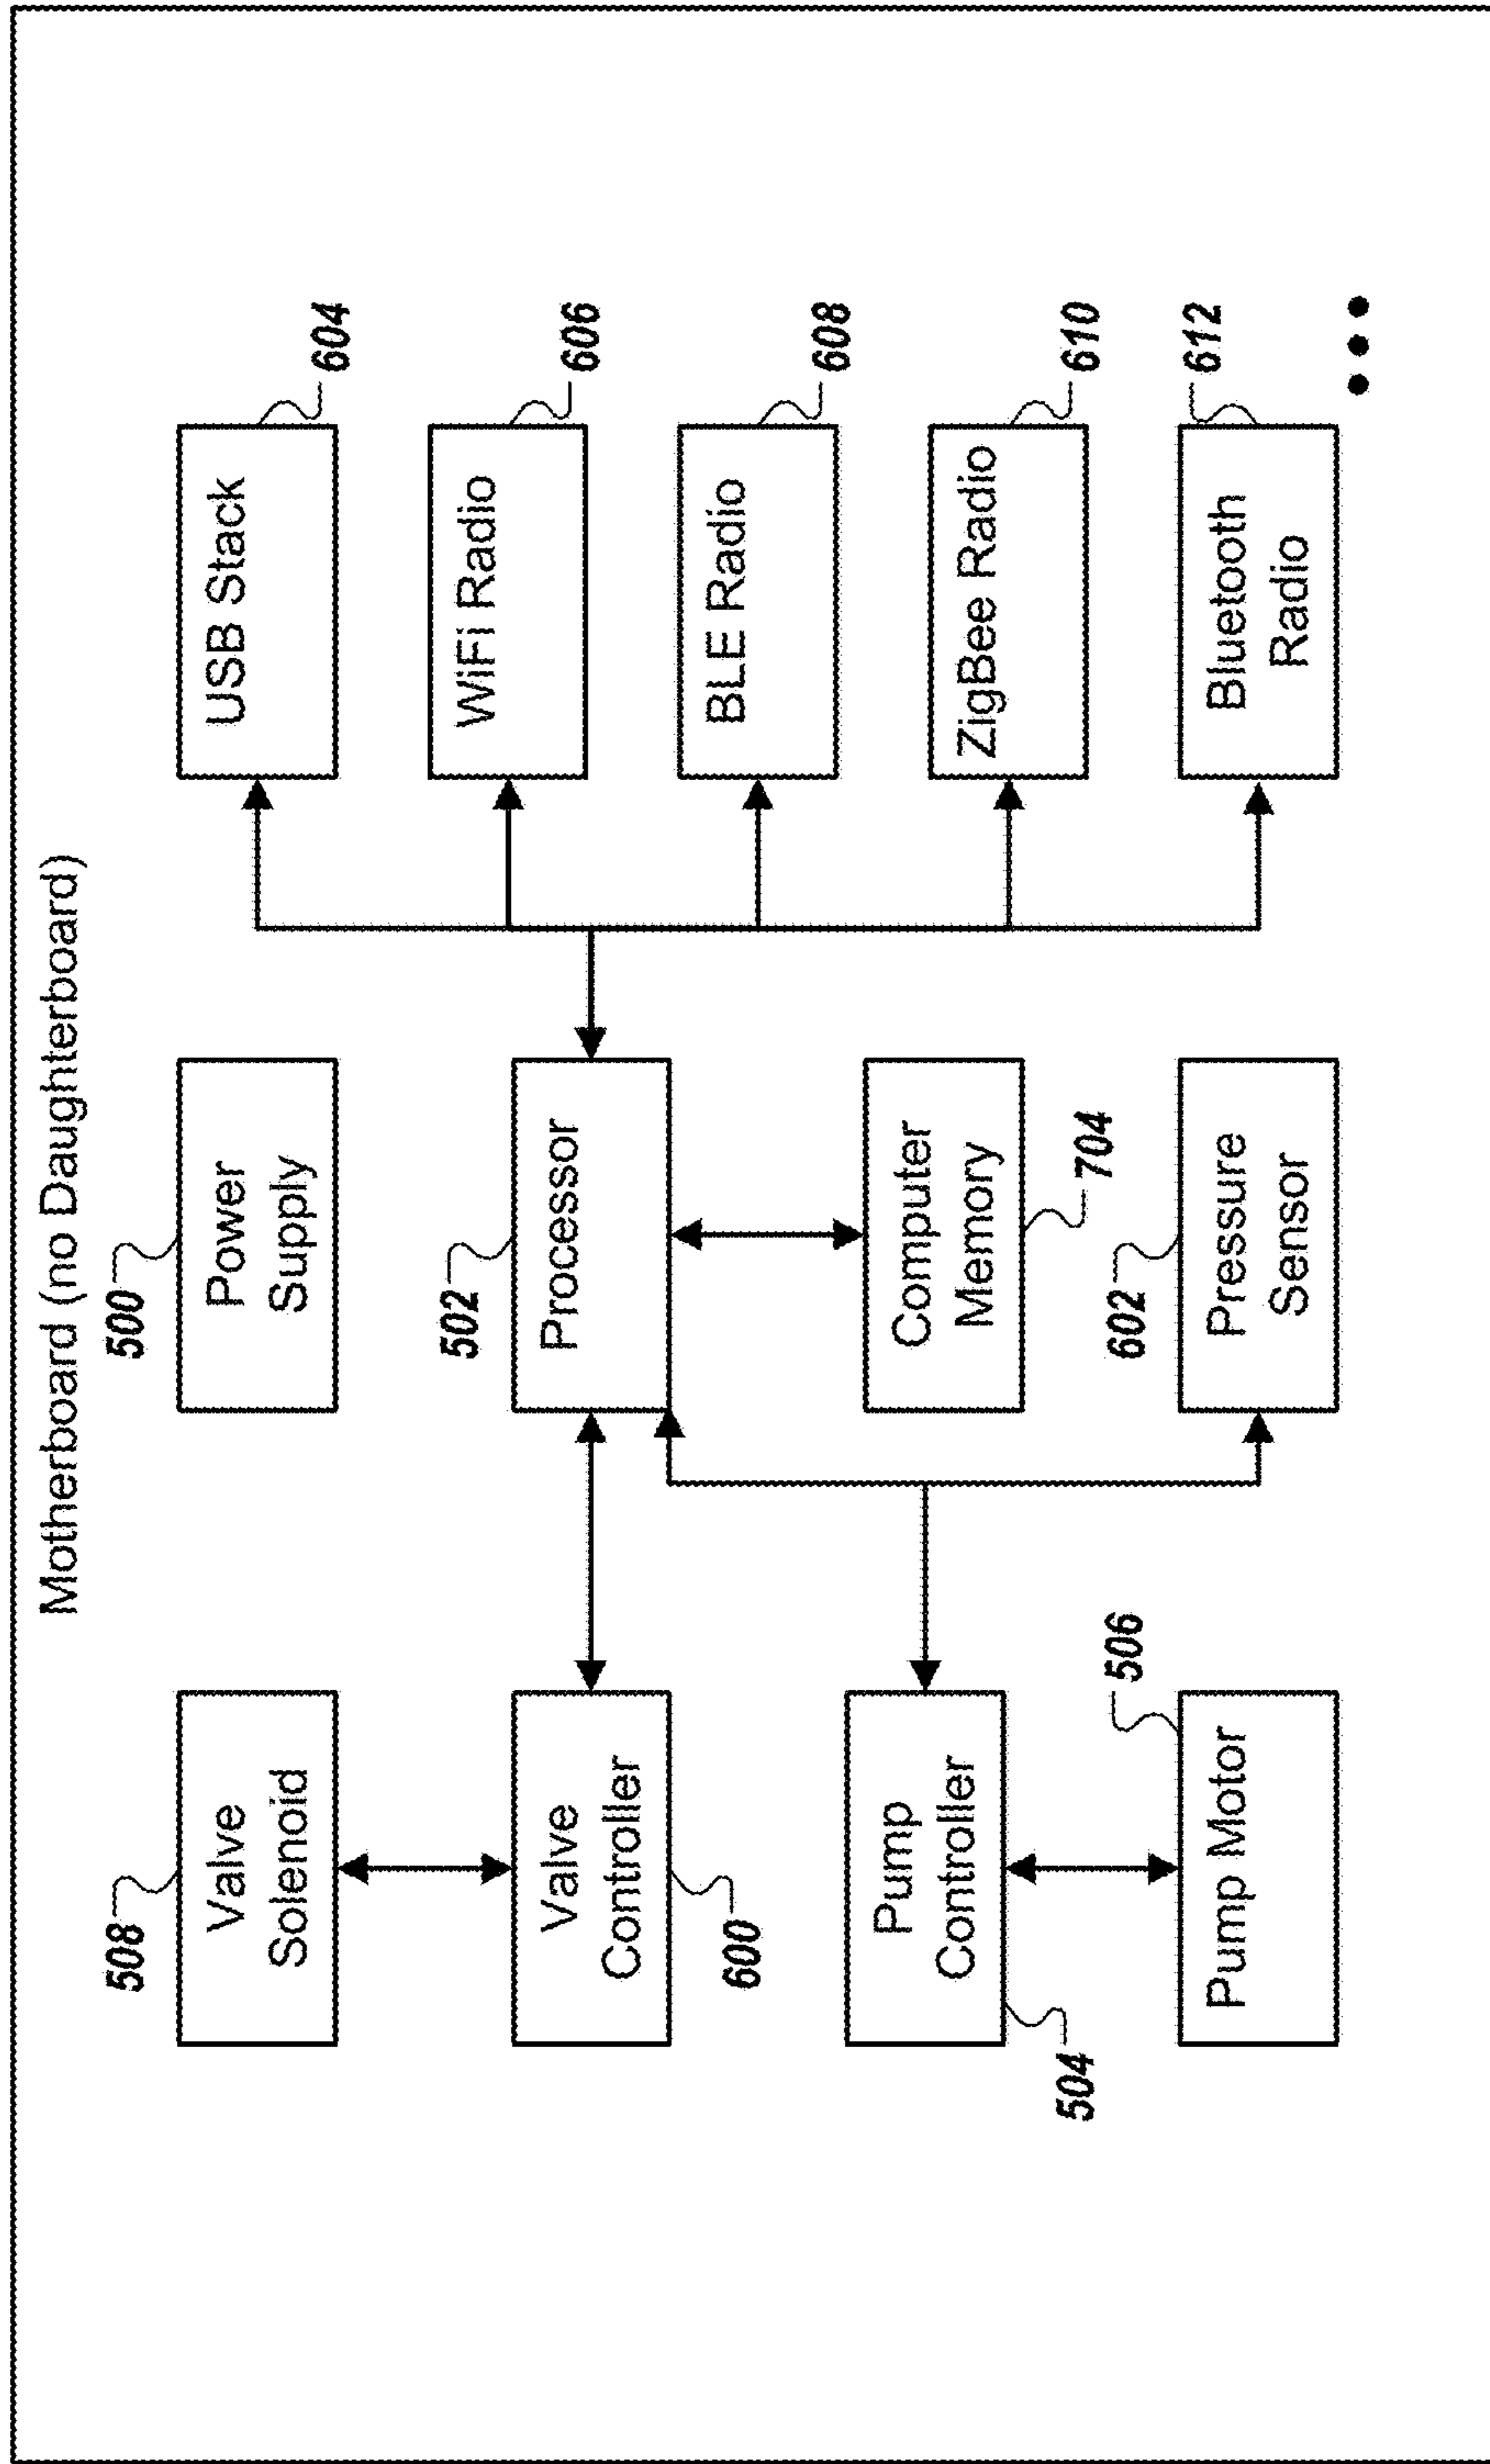 Motherboard (no Daughterboard)
508
Valve
Solenoid
500
Power
Supply
USB Stack
604
Valve
Controller
600
502
Processor
WiFi Radio
606
BLE Radio
608
Pump
Controller
504
Computer
Memory
704
ZigBee Radio
610
506
Pump Motor
602
Pressure
Sensor
612
Bluetooth
Radio